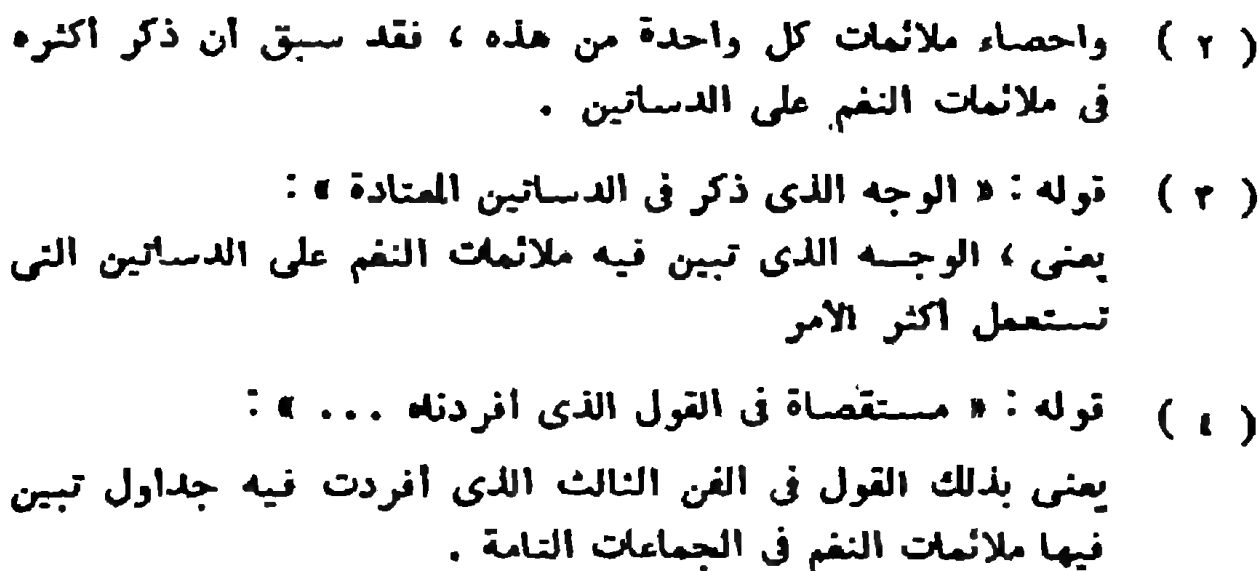 ( ٢ ) واحصاء ملائمات كل واحدة من هذه ، فقد سبق أن ذكر أكثره
فى ملائمات النغم على الدساتين .
( ٣ ) قوله : « الوجه الذى ذكر فى الدساتين المعتادة » :
يعنى ، الوجه الذى تبين فيه ملائمات النغم على الدساتين التى
تستعمل أكثر الأمر
( ٤ ) قوله : « مستقصاة فى القول الذى أفردناه ... » :
يعنى بذلك القول فى الفن الثالث الذى أفردت فيه جداول تبين
فيها ملائمات النغم فى الجماعات التامة .